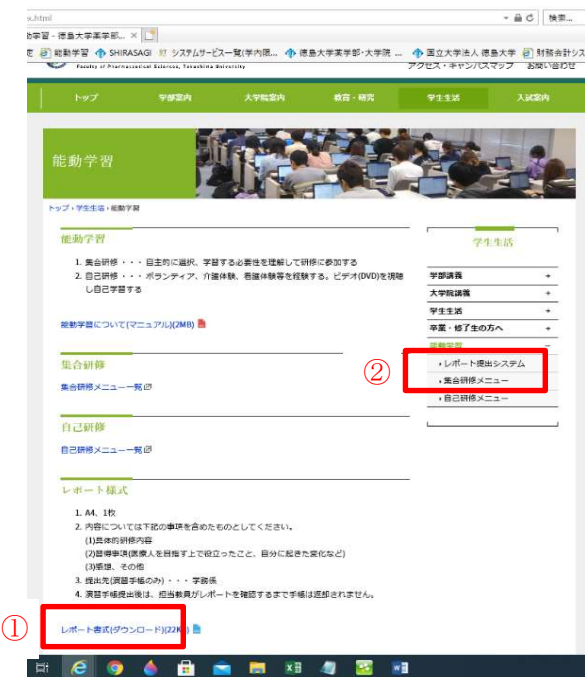 x.html
検索...
学習 - 徳島大学薬学部... ×
能動学習 SHIRASAGI システムサービス一覧(学内限... 徳島大学薬学部・大学院 ... 国立大学法人 徳島大学 財務会計シス
Faculty of Pharmaceutical Sciences, Tokushima University
アクセス・キャンパスマップ お問い合わせ
トップ 学部案内 大学院案内 教育・研究 学生生活 入試案内
能動学習
トップ › 学生生活 › 能動学習
能動学習
1. 集合研修・・・自主的に選択、学習する必要性を理解して研修に参加する
2. 自己研修・・・ボランティア、介護体験、看護体験等を経験する。ビデオ(DVD)を視聴
し自己学習する
能動学習について(マニュアル)(2MB)
集合研修
集合研修メニュー一覧
自己研修
自己研修メニュー一覧
レポート様式
1. A4、1枚
2. 内容については下記の事項を含めたものとしてください。
(1)具体的研修内容
(2)習得事項(医療人を目指す上で役立ったこと、自分に起きた変化など)
(3)感想、その他
3. 提出先(演習手帳のみ)・・・学務係
4. 演習手帳提出後は、担当教員がレポートを確認するまで手帳は返却されません。
①
レポート書式(ダウンロード)(22K
学生生活
学部講義 +
大学院講義 +
学生生活 +
卒業・修了生の方へ +
能動学習 −
②
› レポート提出システム
› 集合研修メニュー
› 自己研修メニュー